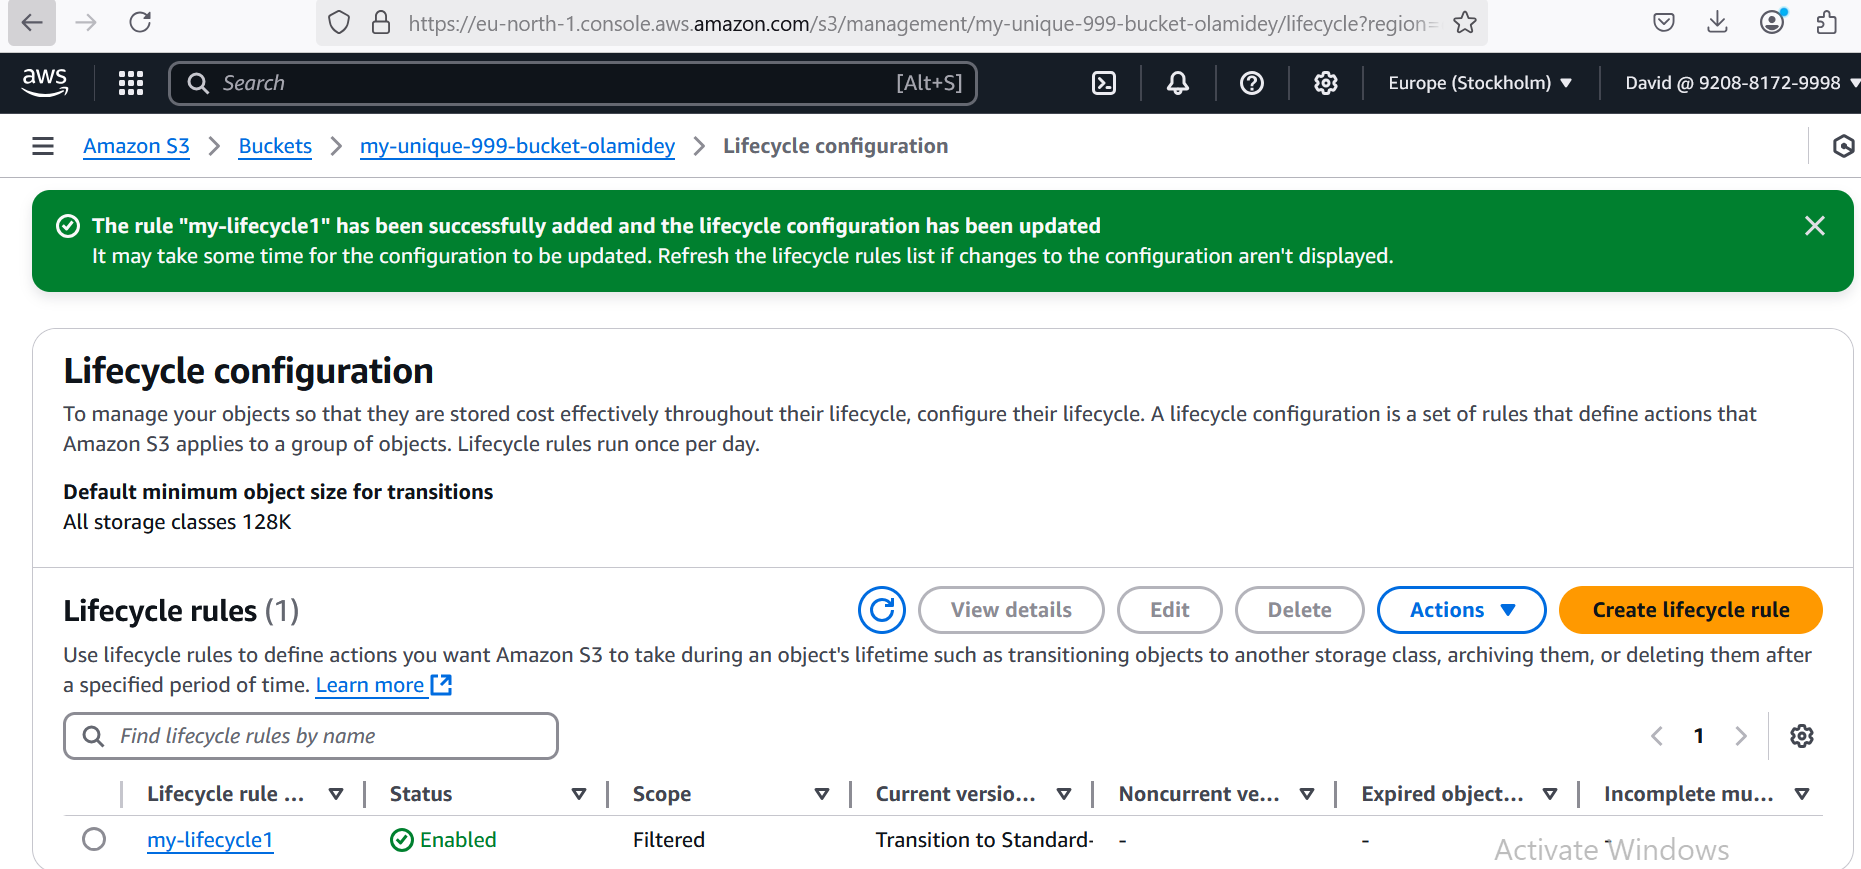 https://eu-north-1.console.aws.amazon.com/s3/management/my-unique-999-bucket-olamidey/lifecycle?region=
aws
Search [Alt+S]
Europe (Stockholm)
David @ 9208-8172-9998
Amazon S3 > Buckets > my-unique-999-bucket-olamidey > Lifecycle configuration
The rule "my-lifecycle1" has been successfully added and the lifecycle configuration has been updated
It may take some time for the configuration to be updated. Refresh the lifecycle rules list if changes to the configuration aren't displayed.
Lifecycle configuration
To manage your objects so that they are stored cost effectively throughout their lifecycle, configure their lifecycle. A lifecycle configuration is a set of rules that define actions that
Amazon S3 applies to a group of objects. Lifecycle rules run once per day.
Default minimum object size for transitions
All storage classes 128K
Lifecycle rules (1)
View details
Edit
Delete
Actions
Create lifecycle rule
Use lifecycle rules to define actions you want Amazon S3 to take during an object's lifetime such as transitioning objects to another storage class, archiving them, or deleting them after
a specified period of time. Learn more
Find lifecycle rules by name
1
Lifecycle rule ... Status Scope Current versio... Noncurrent ve... Expired object... Incomplete mu...
my-lifecycle1 Enabled Filtered Transition to Standard- - - -
Activate Windows